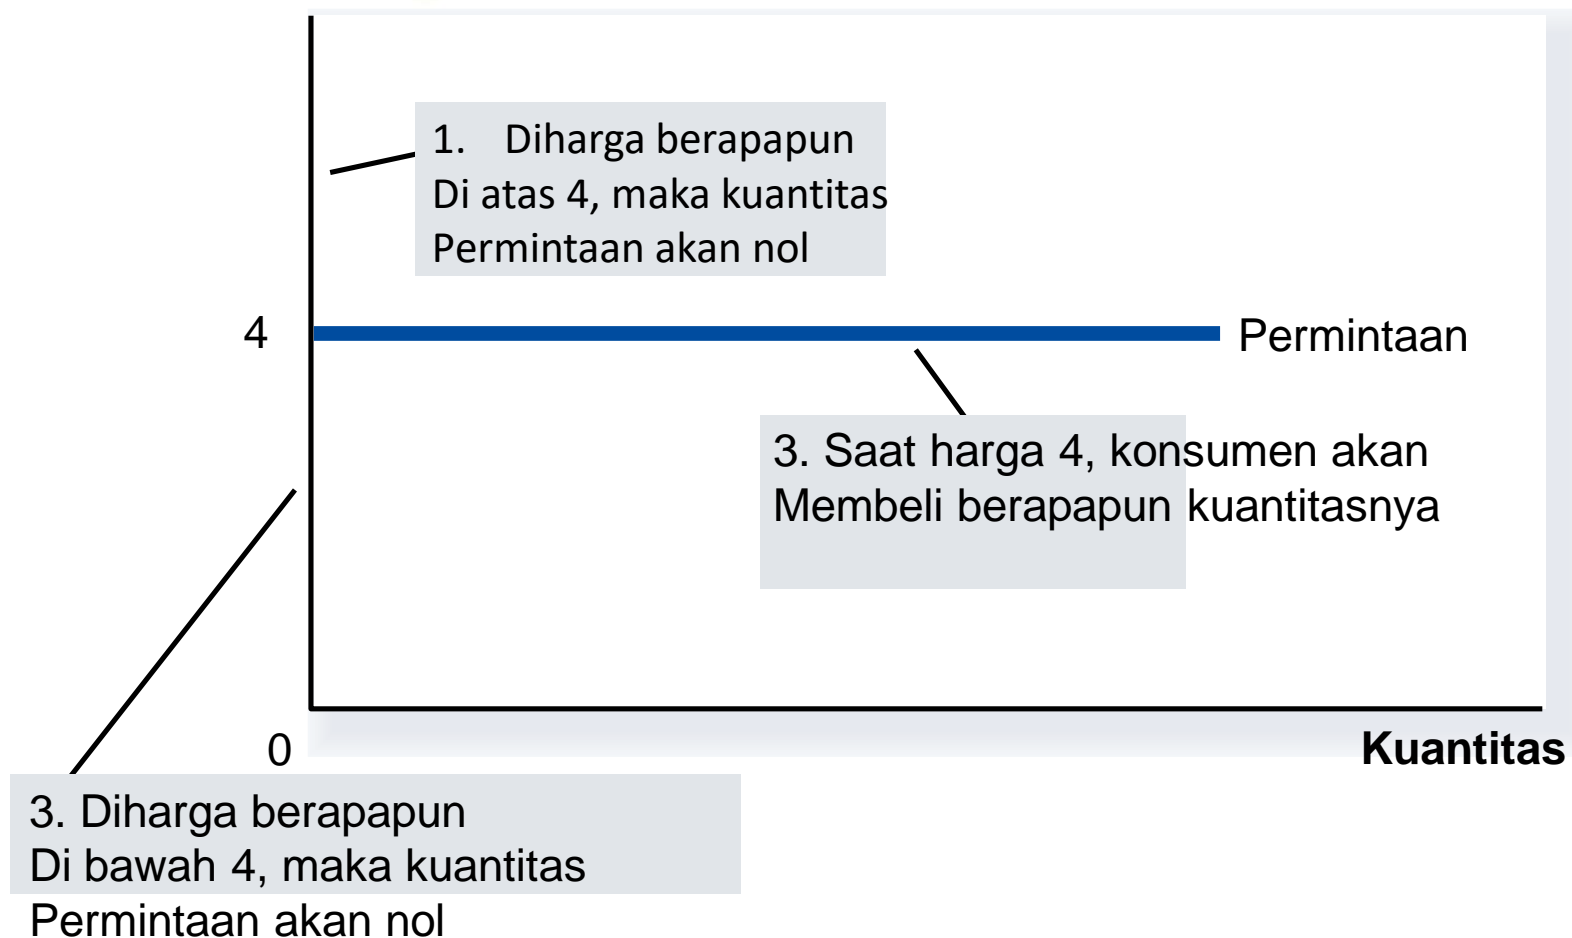 1. Diharga berapapun
Di atas 4, maka kuantitas
Permintaan akan nol
4
Permintaan
3. Saat harga 4, konsumen akan
Membeli berapapun kuantitasnya
0
Kuantitas
3. Diharga berapapun
Di bawah 4, maka kuantitas
Permintaan akan nol